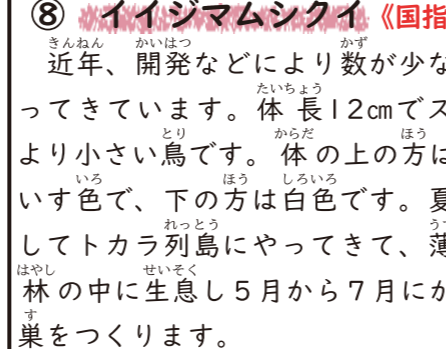 ⑧ イイジマムシクイ《国指
近年、開発などにより数が少な
ってきています。体長12㎝でス
より小さい鳥です。体の上の方は
いす色で、下の方は白色です。夏
してトカラ列島にやってきて、薄
林の中に生息し5月から7月にか
巣をつくります。